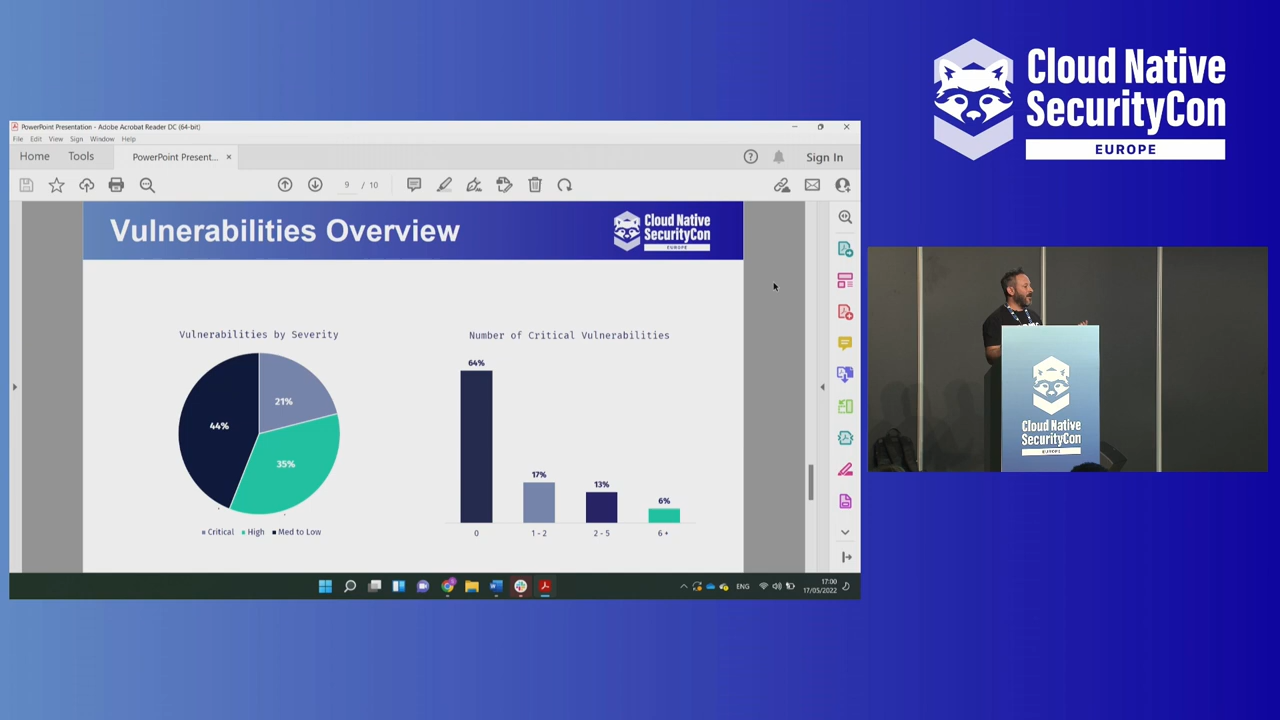 Cloud Native
SecurityCon
EUROPE
PowerPoint Presentation - Adobe Acrobat Reader DC (64-bit)
File Edit View Sign Window Help
Home Tools PowerPoint Present... × Sign In
9 / 10
Vulnerabilities Overview
Cloud Native
SecurityCon
EUROPE
Vulnerabilities by Severity
21%
44%
35%
Critical High Med to Low
Number of Critical Vulnerabilities
64%
17%
13%
6%
0 1 - 2 2 - 5 6 +
ENG 17:00
17/05/2022
Cloud Native
SecurityCon
EUROPE